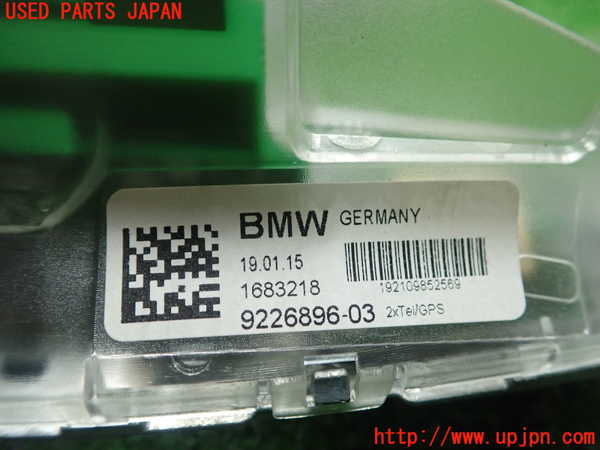 USED PARTS JAPAN
BMW GERMANY
19.01.15
1683218
192109852569
9226896-03 2xTel/GPS
http://www.upjpn.com/